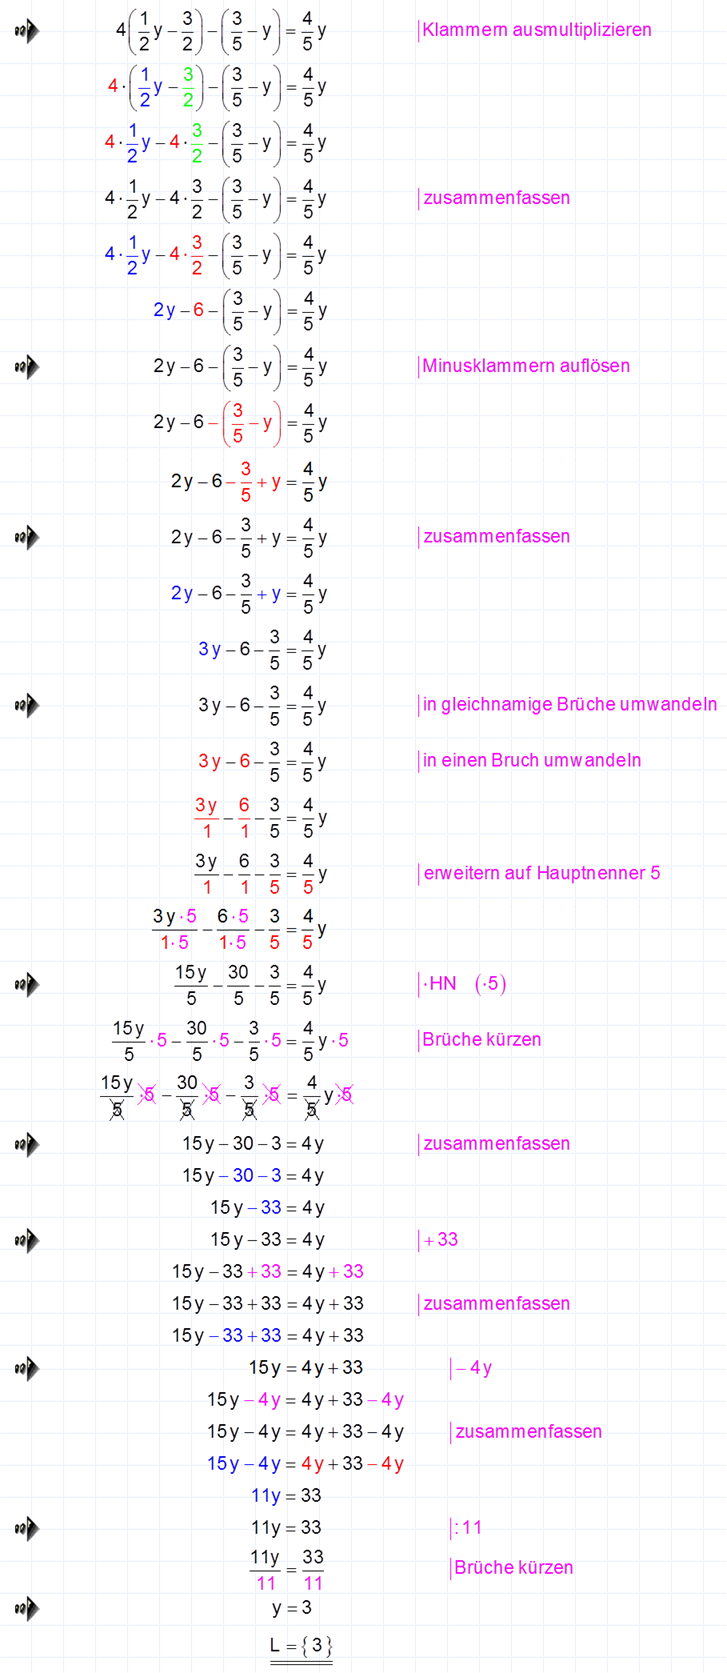 4(1/2 y − 3/2) − (3/5 − y) = 4/5 y |Klammern ausmultiplizieren
4·(1/2 y − 3/2) − (3/5 − y) = 4/5 y
4·1/2 y − 4·3/2 − (3/5 − y) = 4/5 y
4·1/2 y − 4·3/2 − (3/5 − y) = 4/5 y |zusammenfassen
4·1/2 y − 4·3/2 − (3/5 − y) = 4/5 y
2y − 6 − (3/5 − y) = 4/5 y
2y − 6 − (3/5 − y) = 4/5 y |Minusklammern auflösen
2y − 6 − (3/5 − y) = 4/5 y
2y − 6 − 3/5 + y = 4/5 y
2y − 6 − 3/5 + y = 4/5 y |zusammenfassen
2y − 6 − 3/5 + y = 4/5 y
3y − 6 − 3/5 = 4/5 y
3y − 6 − 3/5 = 4/5 y |in gleichnamige Brüche umwandeln
3y − 6 − 3/5 = 4/5 y |in einen Bruch umwandeln
3y/1 − 6/1 − 3/5 = 4/5 y
3y/1 − 6/1 − 3/5 = 4/5 y |erweitern auf Hauptnenner 5
3y·5/1·5 − 6·5/1·5 − 3/5 = 4/5 y
15y/5 − 30/5 − 3/5 = 4/5 y |·HN (·5)
15y/5 ·5 − 30/5 ·5 − 3/5 ·5 = 4/5 y·5 |Brüche kürzen
15y/5 ·5 − 30/5 ·5 − 3/5 ·5 = 4/5 y·5
15y − 30 − 3 = 4y |zusammenfassen
15y − 30 − 3 = 4y
15y − 33 = 4y
15y − 33 = 4y |+33
15y − 33 + 33 = 4y + 33
15y − 33 + 33 = 4y + 33 |zusammenfassen
15y − 33 + 33 = 4y + 33
15y = 4y + 33 |−4y
15y − 4y = 4y + 33 − 4y
15y − 4y = 4y + 33 − 4y |zusammenfassen
15y − 4y = 4y + 33 − 4y
11y = 33
11y = 33 |:11
11y/11 = 33/11 |Brüche kürzen
y = 3
L = {3}